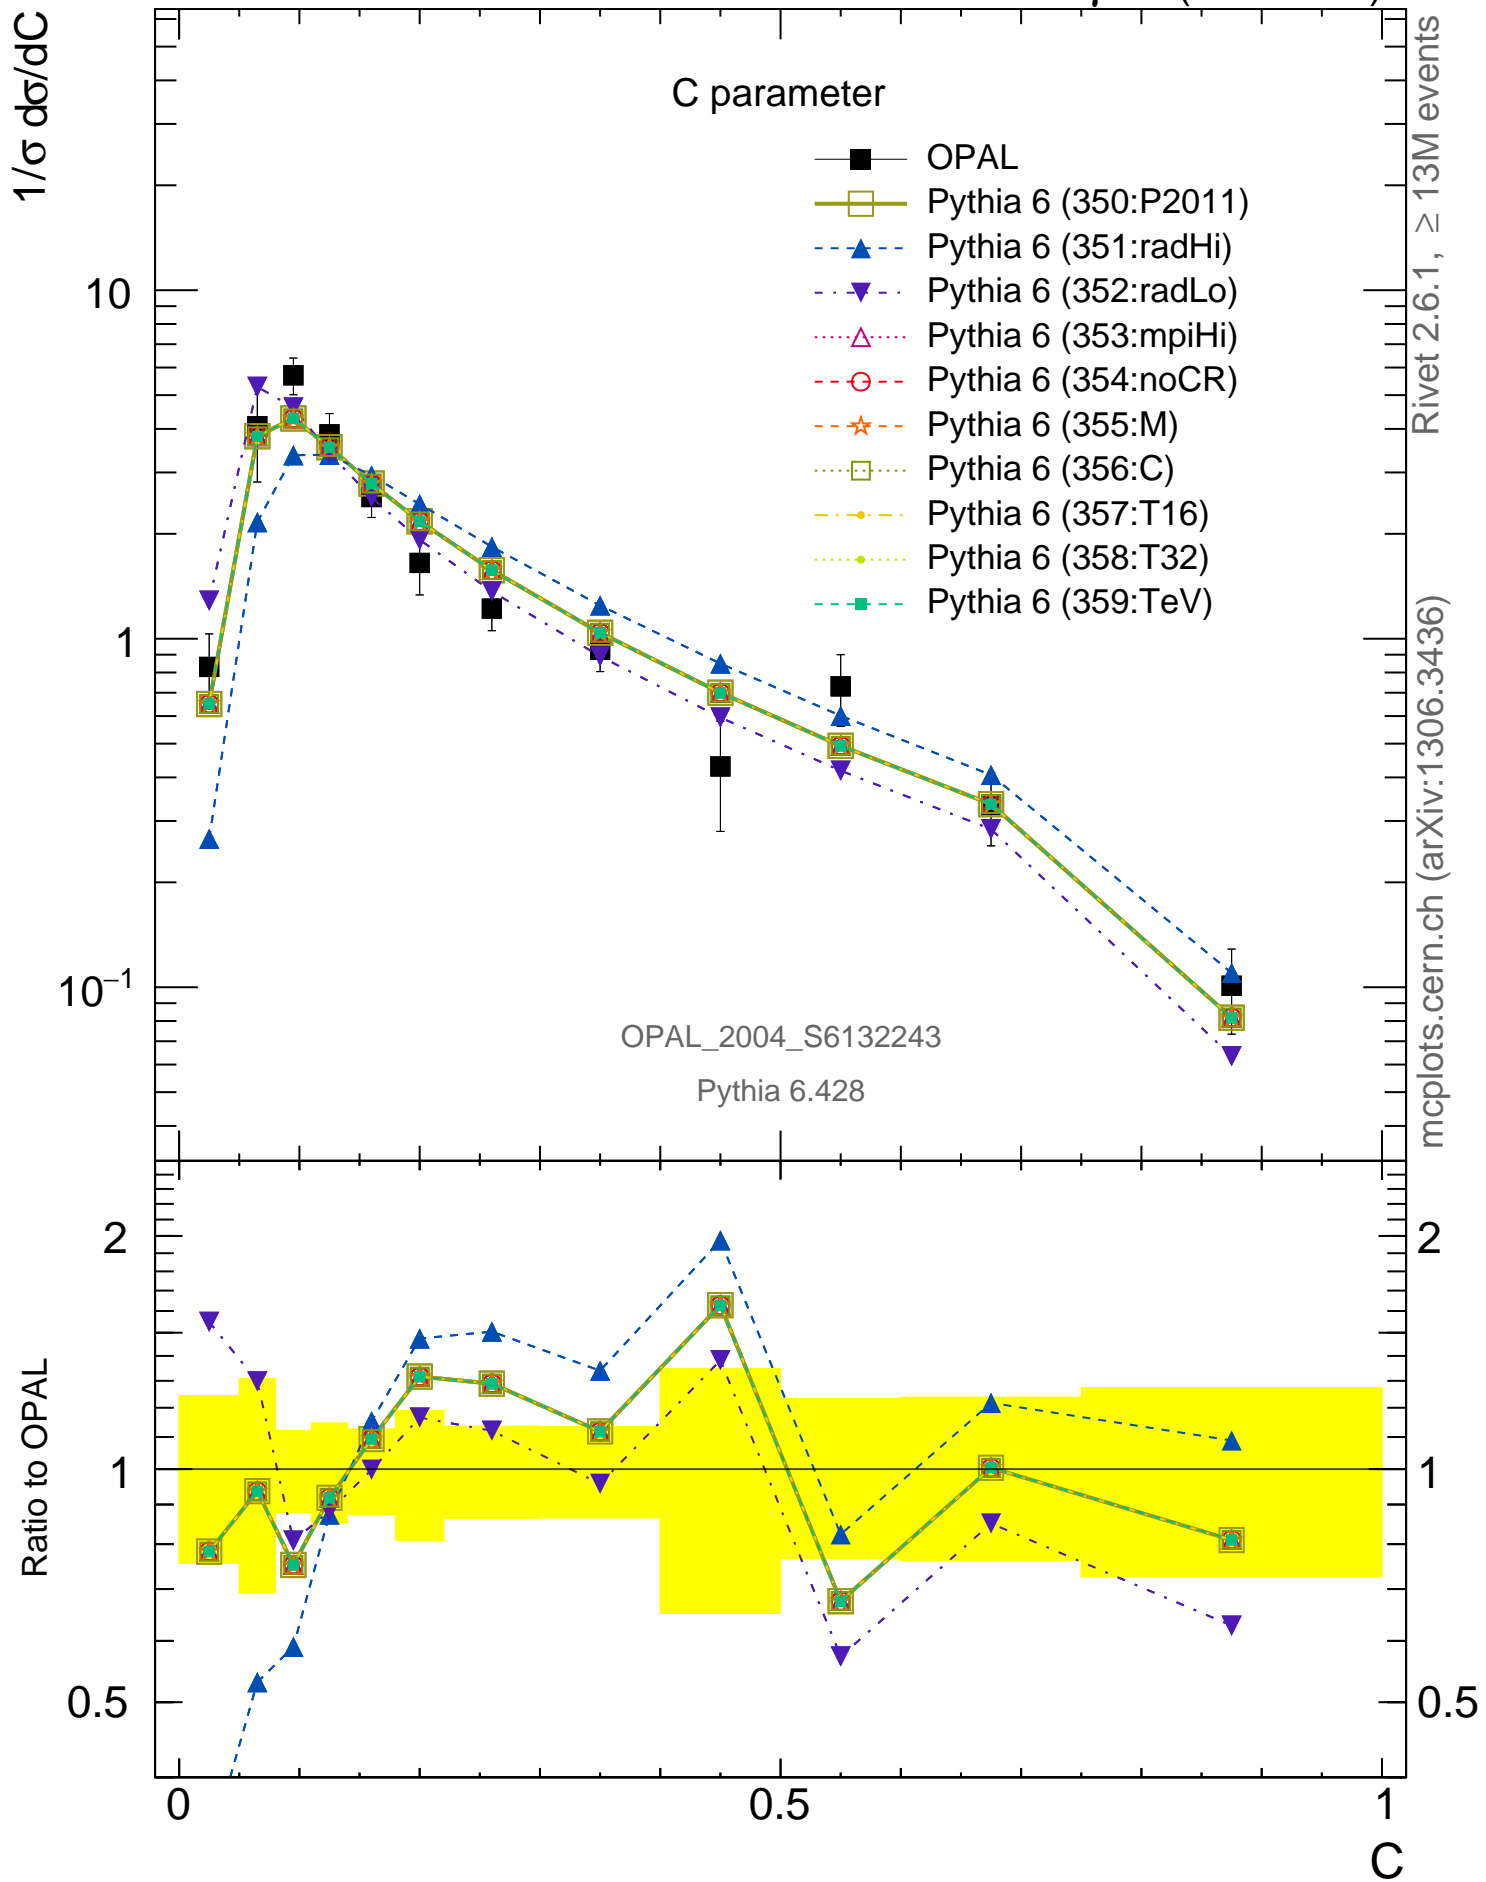 1/σ dσ/dC
C parameter
OPAL
Pythia 6 (350:P2011)
Pythia 6 (351:radHi)
Pythia 6 (352:radLo)
Pythia 6 (353:mpiHi)
Pythia 6 (354:noCR)
Pythia 6 (355:M)
Pythia 6 (356:C)
Pythia 6 (357:T16)
Pythia 6 (358:T32)
Pythia 6 (359:TeV)
10
1
10⁻¹
OPAL_2004_S6132243
Pythia 6.428
Rivet 2.6.1, ≥ 13M events
mcplots.cern.ch (arXiv:1306.3436)
Ratio to OPAL
2
1
0.5
2
1
0.5
0
0.5
1
C